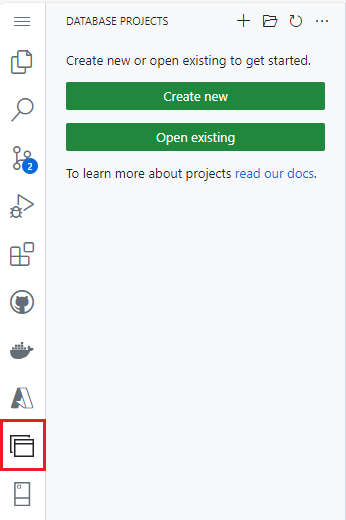 DATABASE PROJECTS
Create new or open existing to get started.
Create new
Open existing
To learn more about projects read our docs.
2